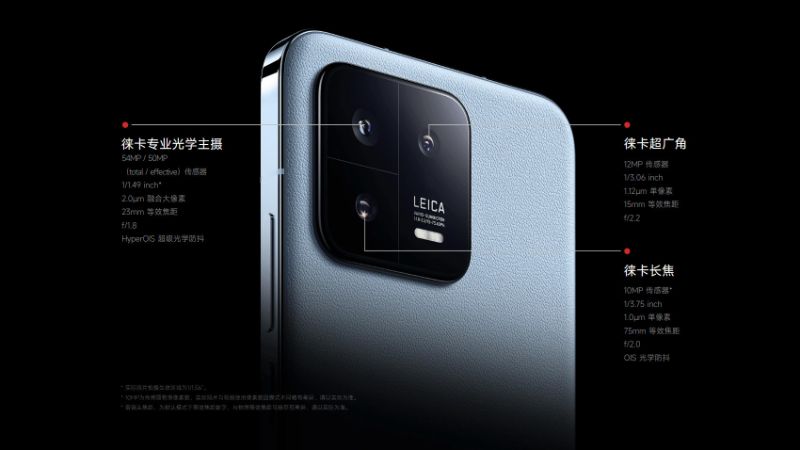 徕卡专业光学主摄
54MP / 50MP
(total / effective) 传感器
1/1.49 inch*
2.0μm 融合大像素
23mm 等效焦距
f/1.8
HyperOIS 超级光学防抖
徕卡超广角
12MP 传感器
1/3.06 inch
1.12μm 单像素
15mm 等效焦距
f/2.2
LEICA
徕卡长焦
10MP 传感器*
1/3.75 inch
1.0μm 单像素
75mm 等效焦距
f/2.0
OIS 光学防抖